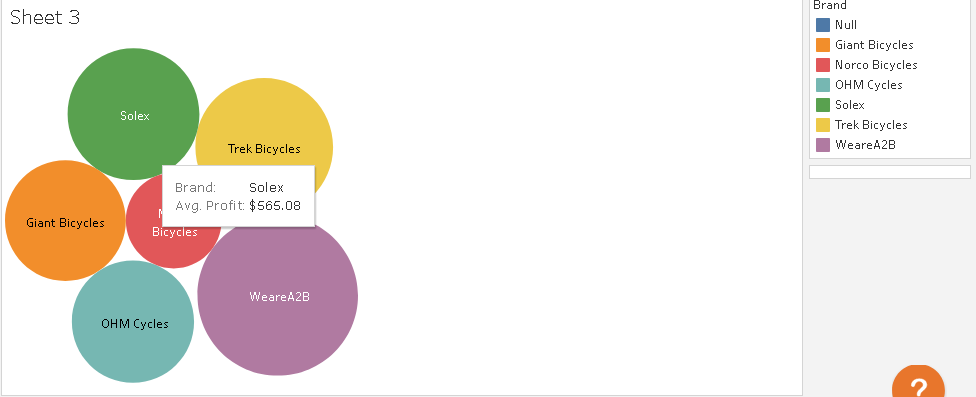 Sheet 3
Solex
Trek Bicycles
Brand: Solex
Avg. Profit: $565.08
Giant Bicycles
Bicycles
WeareA2B
OHM Cycles
Brand
Null
Giant Bicycles
Norco Bicycles
OHM Cycles
Solex
Trek Bicycles
WeareA2B
?